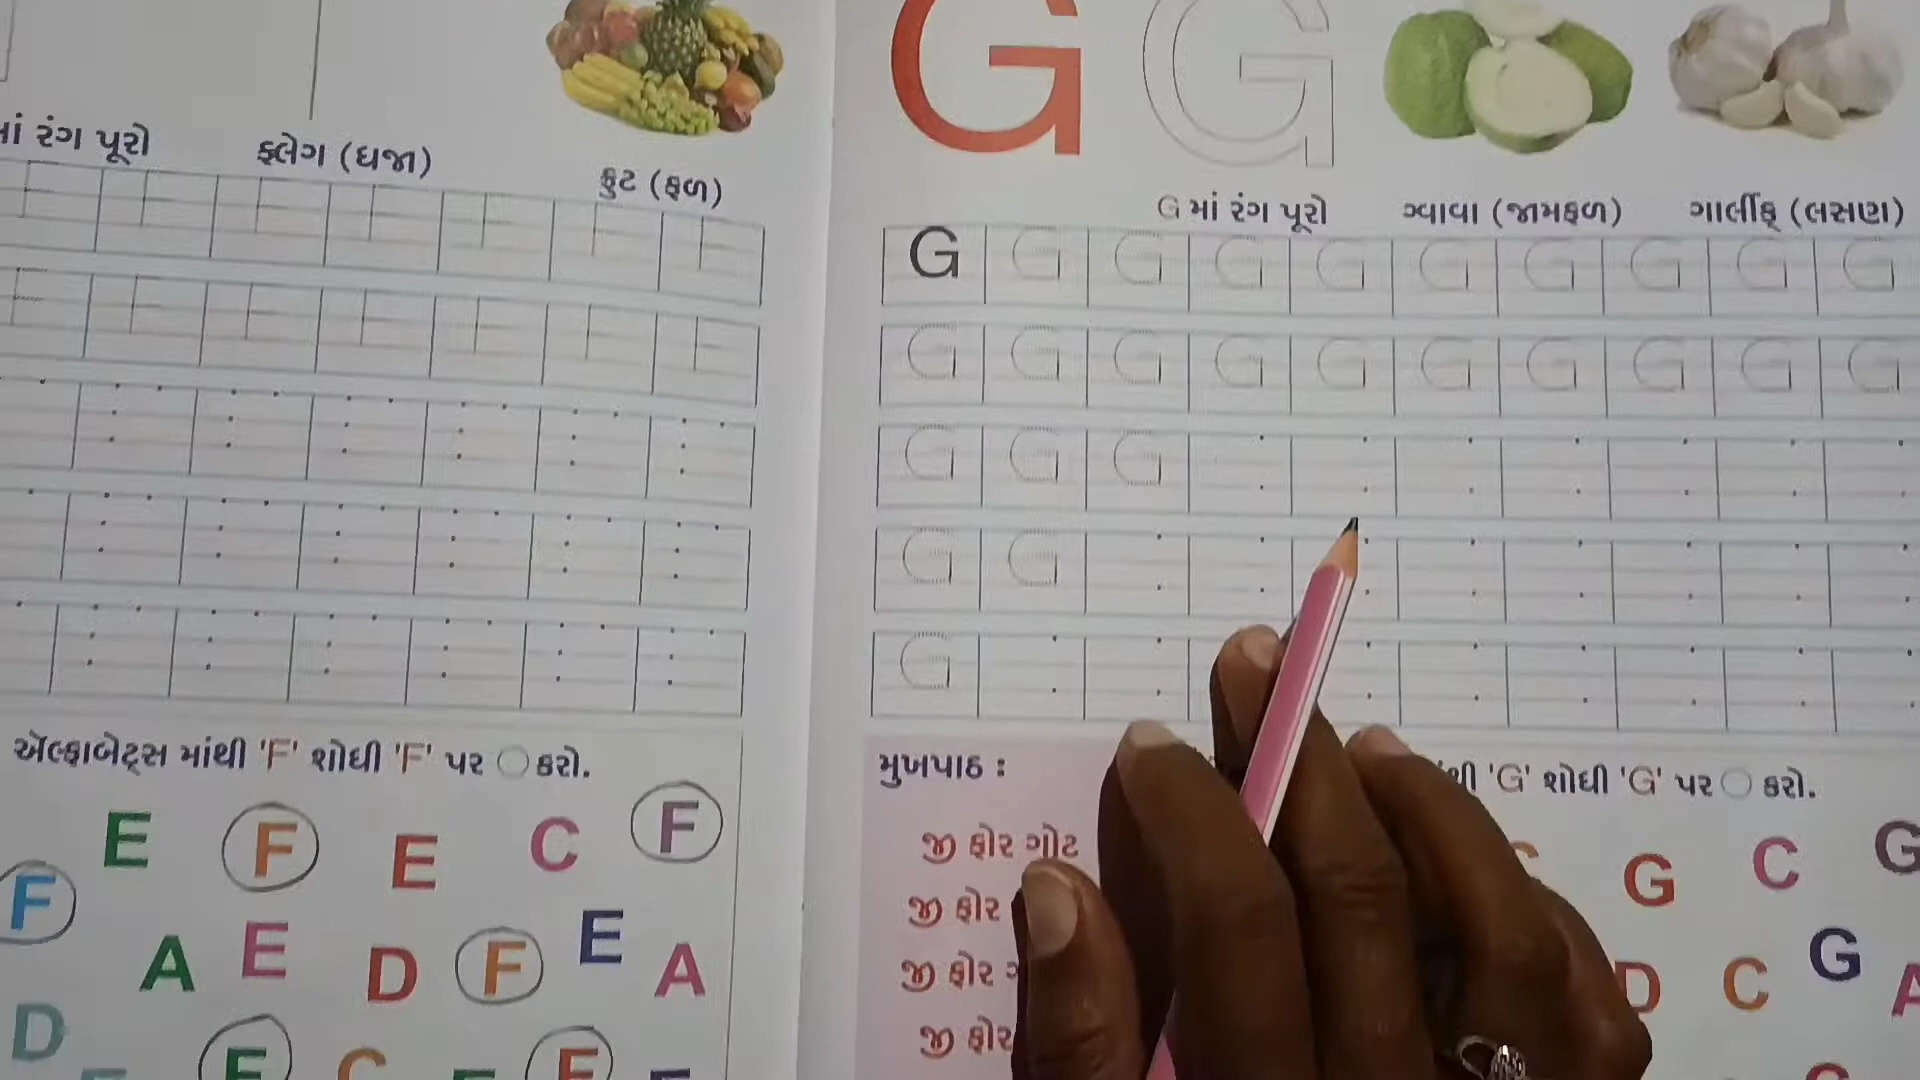 માં રંગ પૂરો
ફ્લેગ (ધજા)
ફ્રુટ (ફળ)
F F F F F F F
F F F F F F F
એલ્ફાબેટ્સ માંથી 'F' શોધી 'F' પર ○ કરો.
E F E C F
F A E D F E A
D F C F
G G
G માં રંગ પૂરો
ગ્વાવા (જામફળ)
ગાર્લીક્ (લસણ)
G G G G G G G G G G
G G G G G G G G G G
G G G
G G
G
મુખપાઠ :
જી ફોર ગોટ
જી ફોર
જી ફોર
જી ફોર
'G' શોધી 'G' પર ○ કરો.
G C G
D C G A